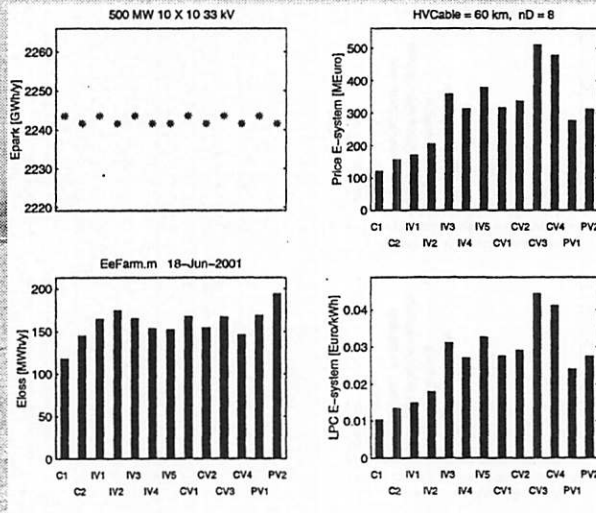 500 MW 10 X 10 33 kV
Epark [GWh/y]
2260
2250
2240
2230
2220
HVCable = 60 km, nD = 8
Price E-system [MEuro]
500
400
300
200
100
0
C1 IV1 IV3 IV5 CV2 CV4 PV2
C2 IV2 IV4 CV1 CV3 PV1
EeFarm.m 18-Jun-2001
Eloss [MWh/y]
200
150
100
50
0
C1 IV1 IV3 IV5 CV2 CV4 PV2
C2 IV2 IV4 CV1 CV3 PV1
LPC E-system [Euro/kWh]
0.04
0.03
0.02
0.01
0
C1 IV1 IV3 IV5 CV2 CV4 PV2
C2 IV2 IV4 CV1 CV3 PV1